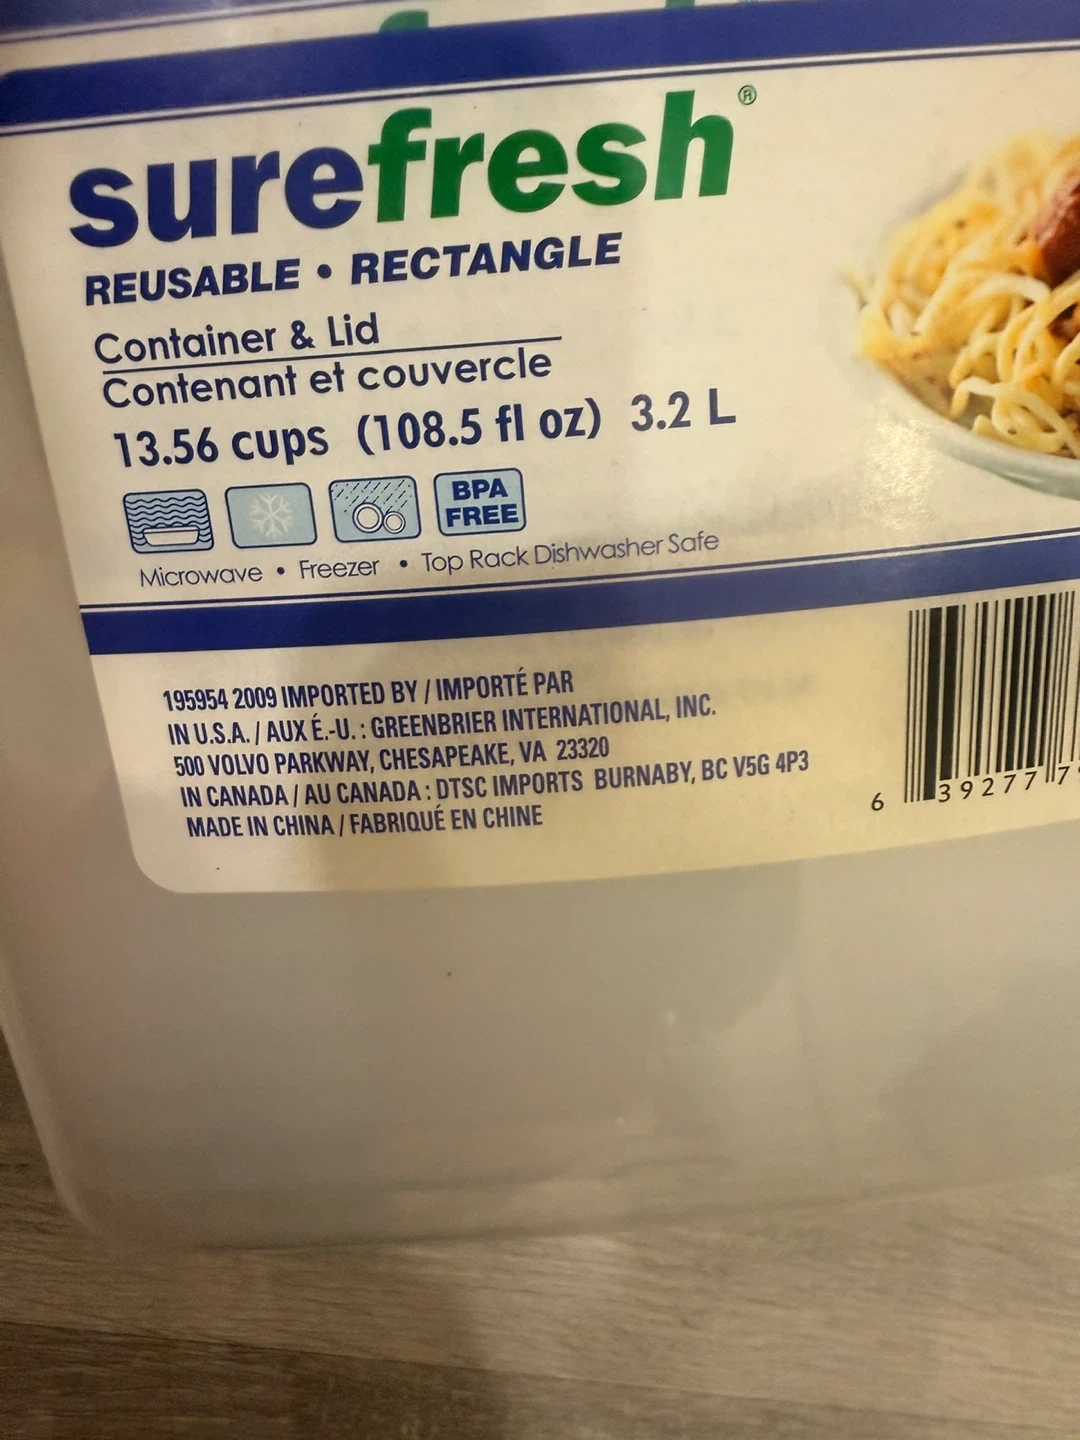 surefresh®
REUSABLE • RECTANGLE
Container & Lid
Contenant et couvercle
13.56 cups (108.5 fl oz) 3.2 L
BPA
FREE
Microwave • Freezer • Top Rack Dishwasher Safe
195954 2009 IMPORTED BY / IMPORTÉ PAR
IN U.S.A. / AUX É.-U. : GREENBRIER INTERNATIONAL, INC.
500 VOLVO PARKWAY, CHESAPEAKE, VA 23320
IN CANADA / AU CANADA : DTSC IMPORTS BURNABY, BC V5G 4P3
MADE IN CHINA / FABRIQUÉ EN CHINE
6 39277 7